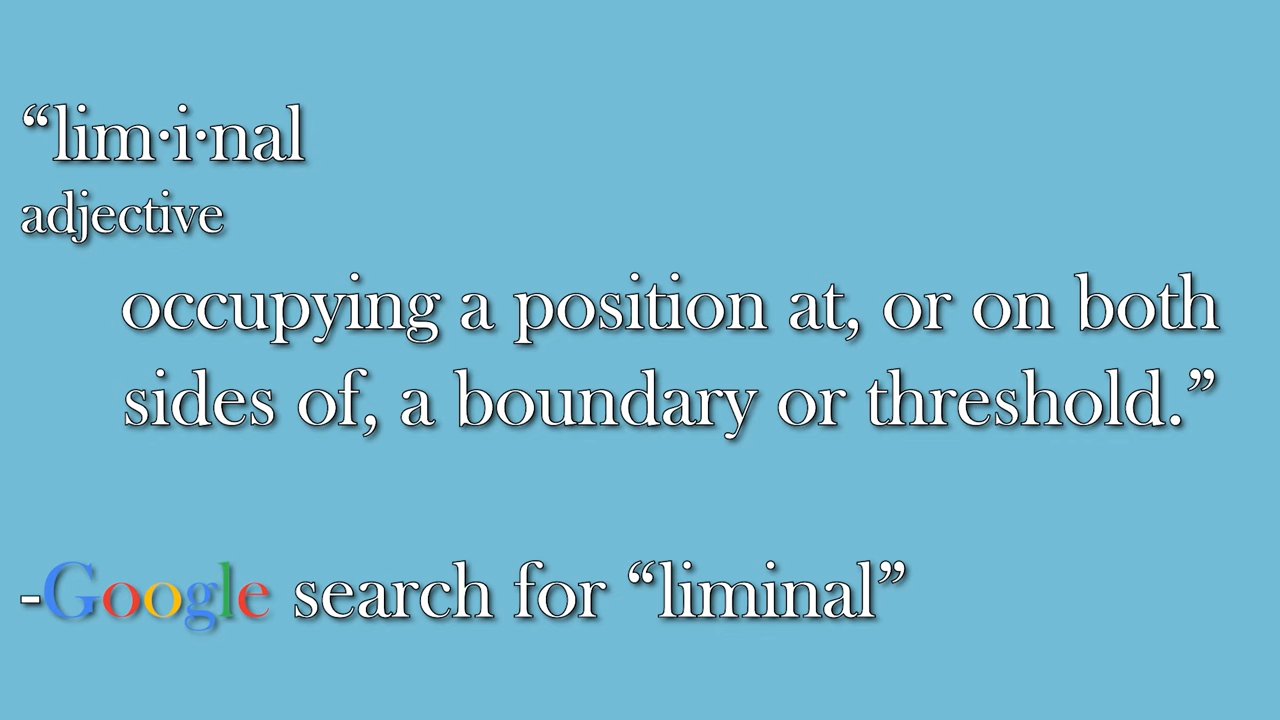 “lim·i·nal
adjective
occupying a position at, or on both
sides of, a boundary or threshold.”
-Google search for “liminal”